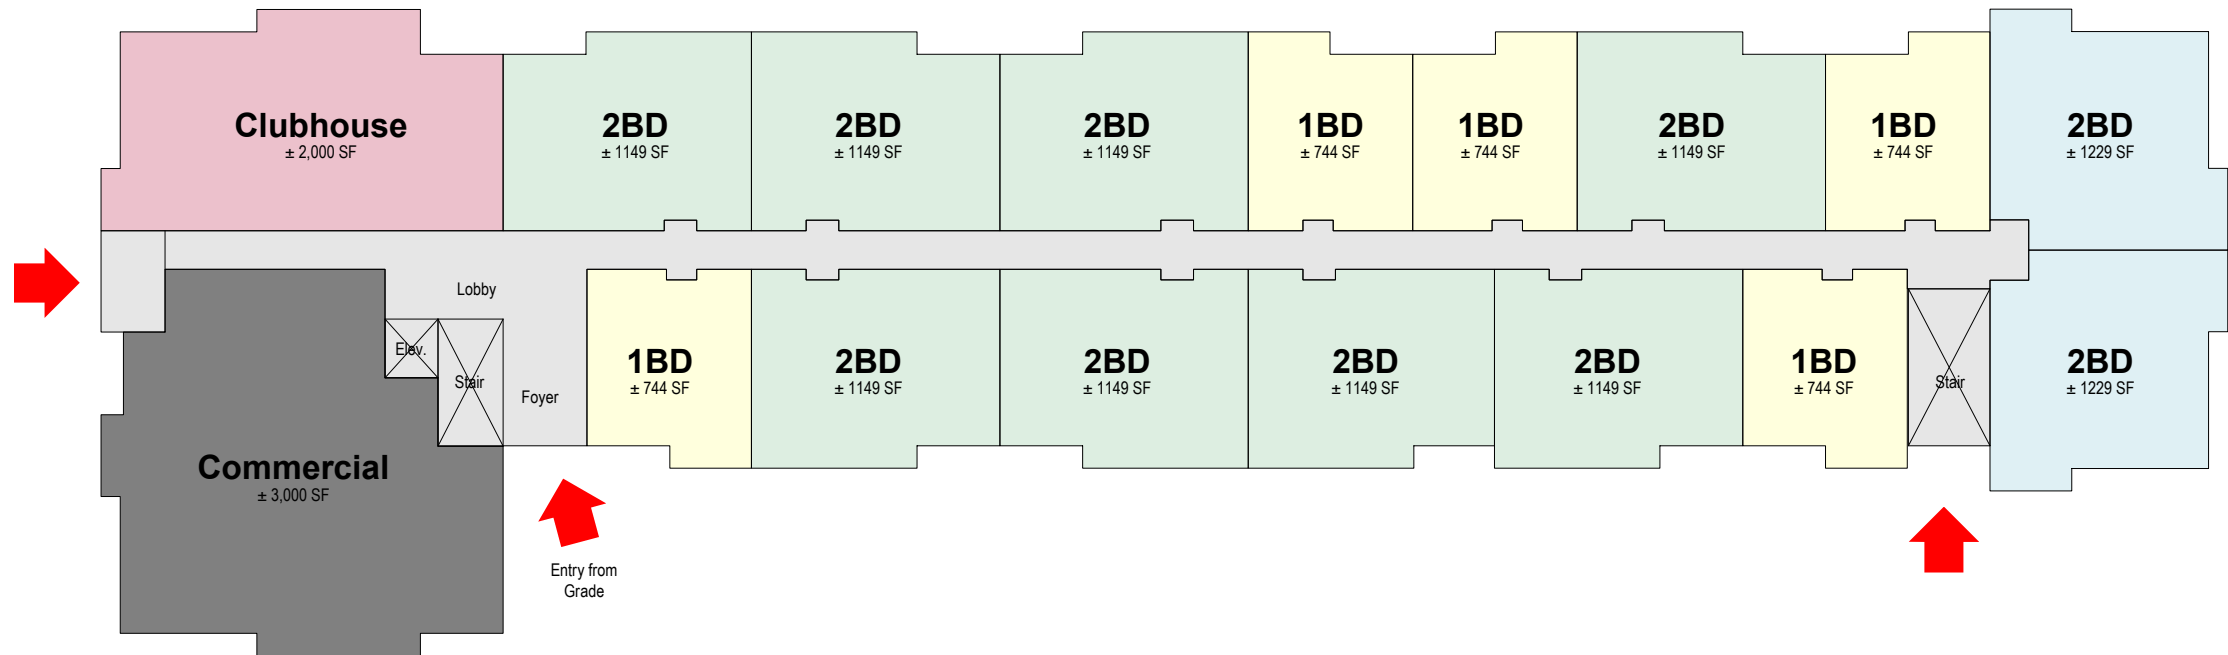 Clubhouse
± 2,000 SF
2BD
± 1149 SF
2BD
± 1149 SF
2BD
± 1149 SF
1BD
± 744 SF
1BD
± 744 SF
2BD
± 1149 SF
1BD
± 744 SF
2BD
± 1229 SF
Lobby
Elev.
Stair
Foyer
1BD
± 744 SF
2BD
± 1149 SF
2BD
± 1149 SF
2BD
± 1149 SF
2BD
± 1149 SF
1BD
± 744 SF
Stair
2BD
± 1229 SF
Commercial
± 3,000 SF
Entry from
Grade